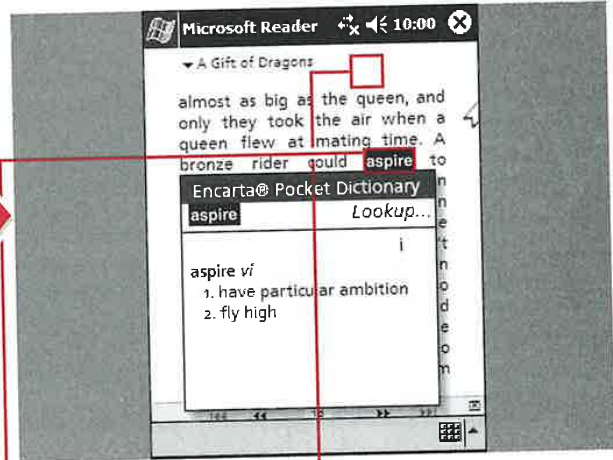 Microsoft Reader 10:00
A Gift of Dragons
almost as big as the queen, and
only they took the air when a
queen flew at mating time. A
bronze rider could aspire to
Encarta® Pocket Dictionary
aspire Lookup...
i
aspire vi
1. have particular ambition
2. fly high